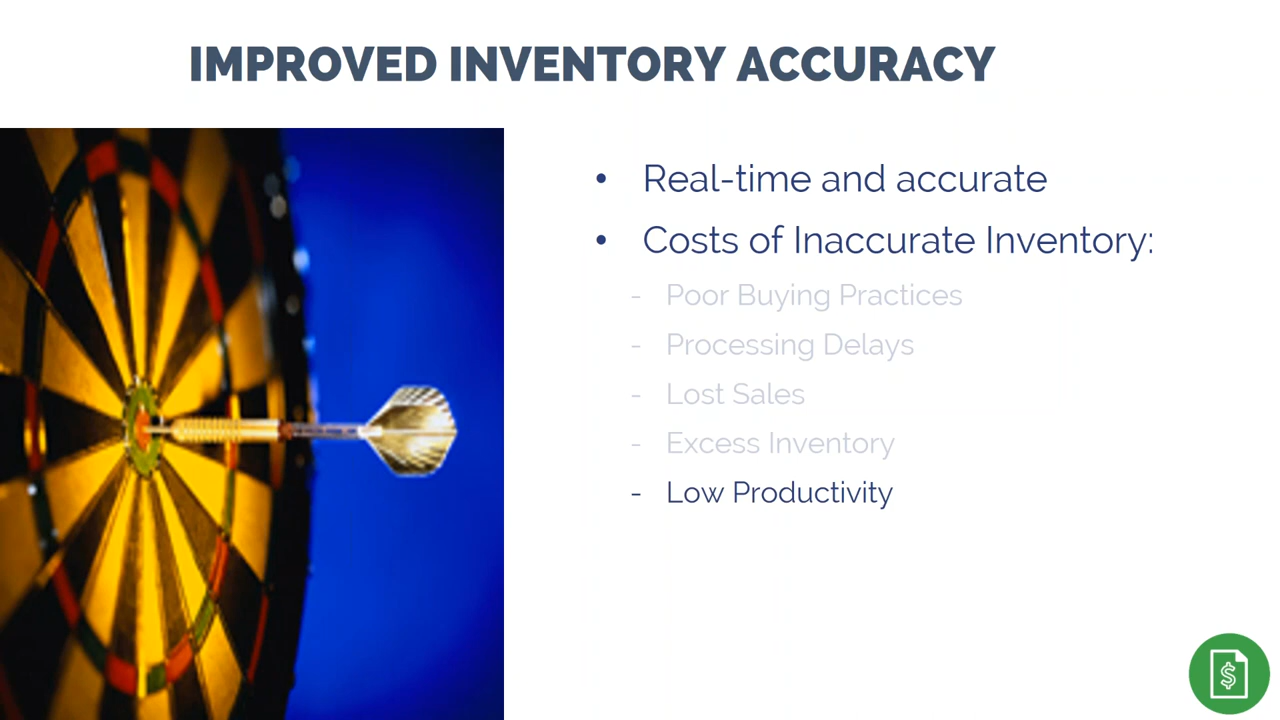 IMPROVED INVENTORY ACCURACY
• Real-time and accurate
• Costs of Inaccurate Inventory:
- Poor Buying Practices
- Processing Delays
- Lost Sales
- Excess Inventory
- Low Productivity
$